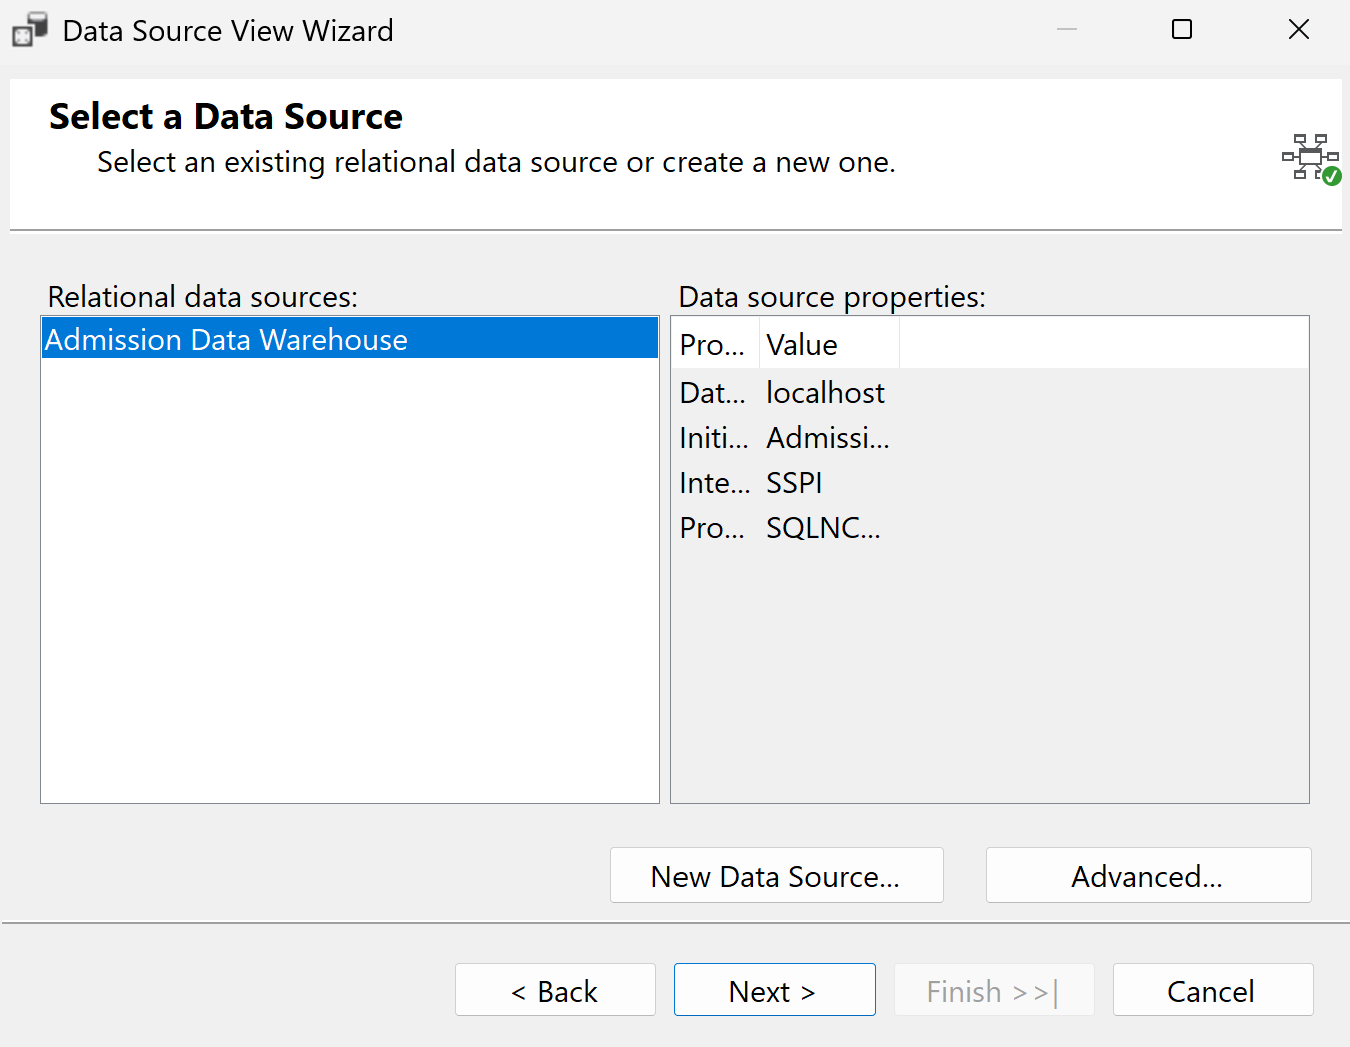 Data Source View Wizard
Select a Data Source
Select an existing relational data source or create a new one.
Relational data sources:
Admission Data Warehouse
Data source properties:
Pro... Value
Dat... localhost
Initi... Admissi...
Inte... SSPI
Pro... SQLNC...
New Data Source... Advanced...
< Back Next > Finish >>| Cancel